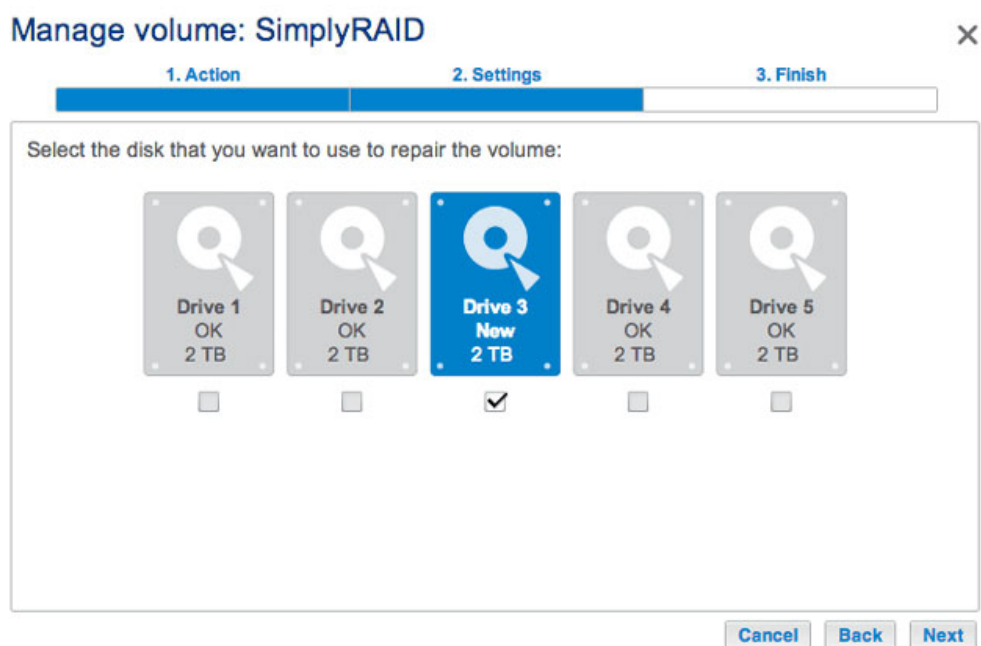 Manage volume: SimplyRAID
1. Action 2. Settings 3. Finish
Select the disk that you want to use to repair the volume:
Drive 1 Drive 2 Drive 3 Drive 4 Drive 5
OK OK New OK OK
2 TB 2 TB 2 TB 2 TB 2 TB
Cancel Back Next